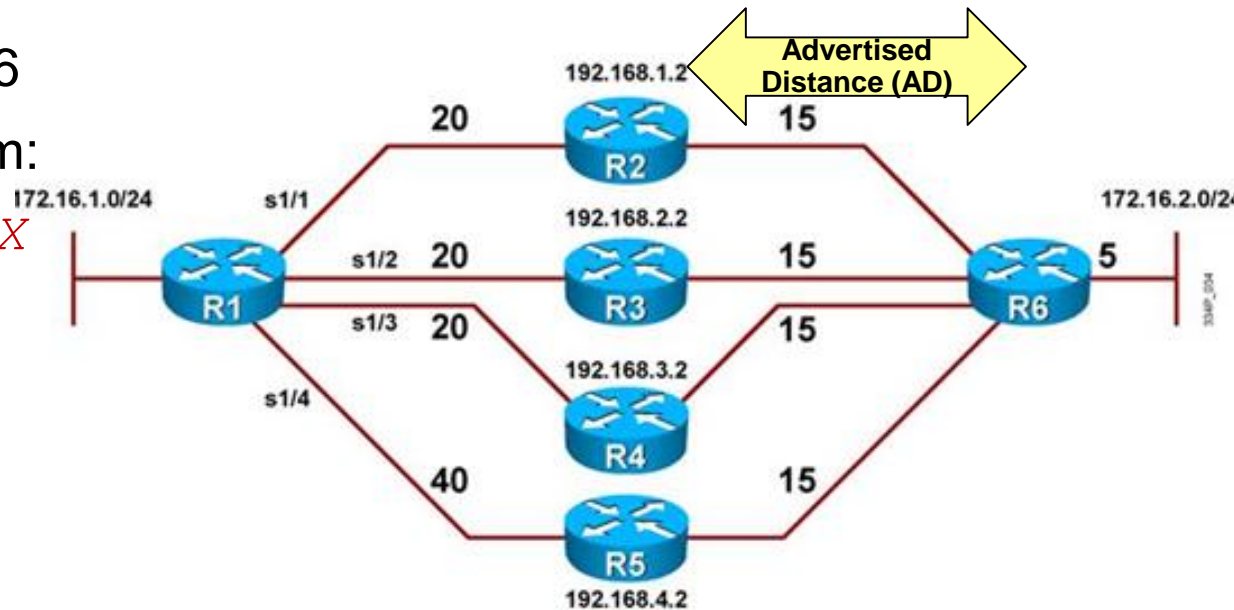 6
m:
X
Advertised
Distance (AD)
192.168.1.2
20
15
R2
172.16.1.0/24
s1/1
192.168.2.2
172.16.2.0/24
s1/2
20
15
5
R1
R3
R6
s1/3
20
15
192.168.3.2
s1/4
R4
40
15
R5
192.168.4.2
334P_034